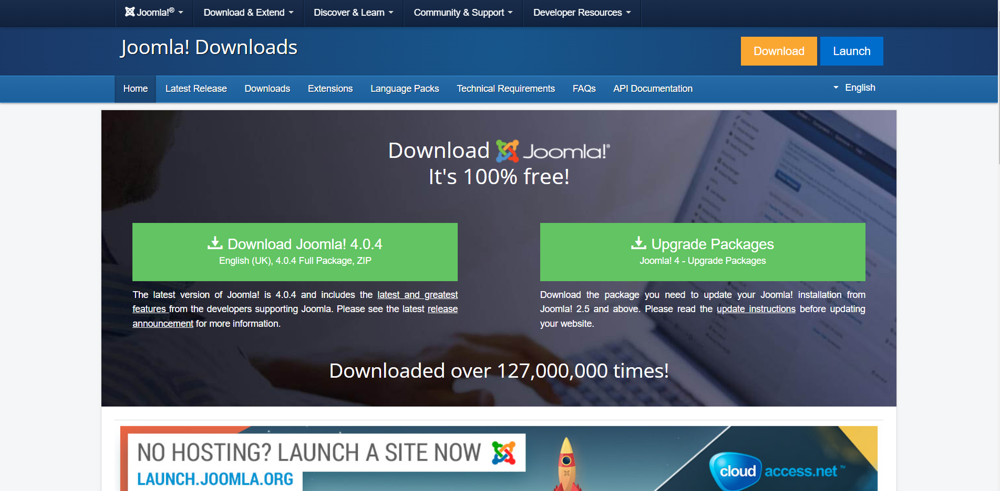 Joomla!® Download & Extend Discover & Learn Community & Support Developer Resources
Joomla! Downloads
Download Launch
Home Latest Release Downloads Extensions Language Packs Technical Requirements FAQs API Documentation English
Download Joomla!®
It's 100% free!
Download Joomla! 4.0.4
English (UK), 4.0.4 Full Package, ZIP
The latest version of Joomla! is 4.0.4 and includes the latest and greatest
features from the developers supporting Joomla. Please see the latest release
announcement for more information.
Upgrade Packages
Joomla! 4 - Upgrade Packages
Download the package you need to update your Joomla! installation from
Joomla! 2.5 and above. Please read the update instructions before updating
your website.
Downloaded over 127,000,000 times!
NO HOSTING? LAUNCH A SITE NOW
LAUNCH.JOOMLA.ORG
cloudaccess.net™